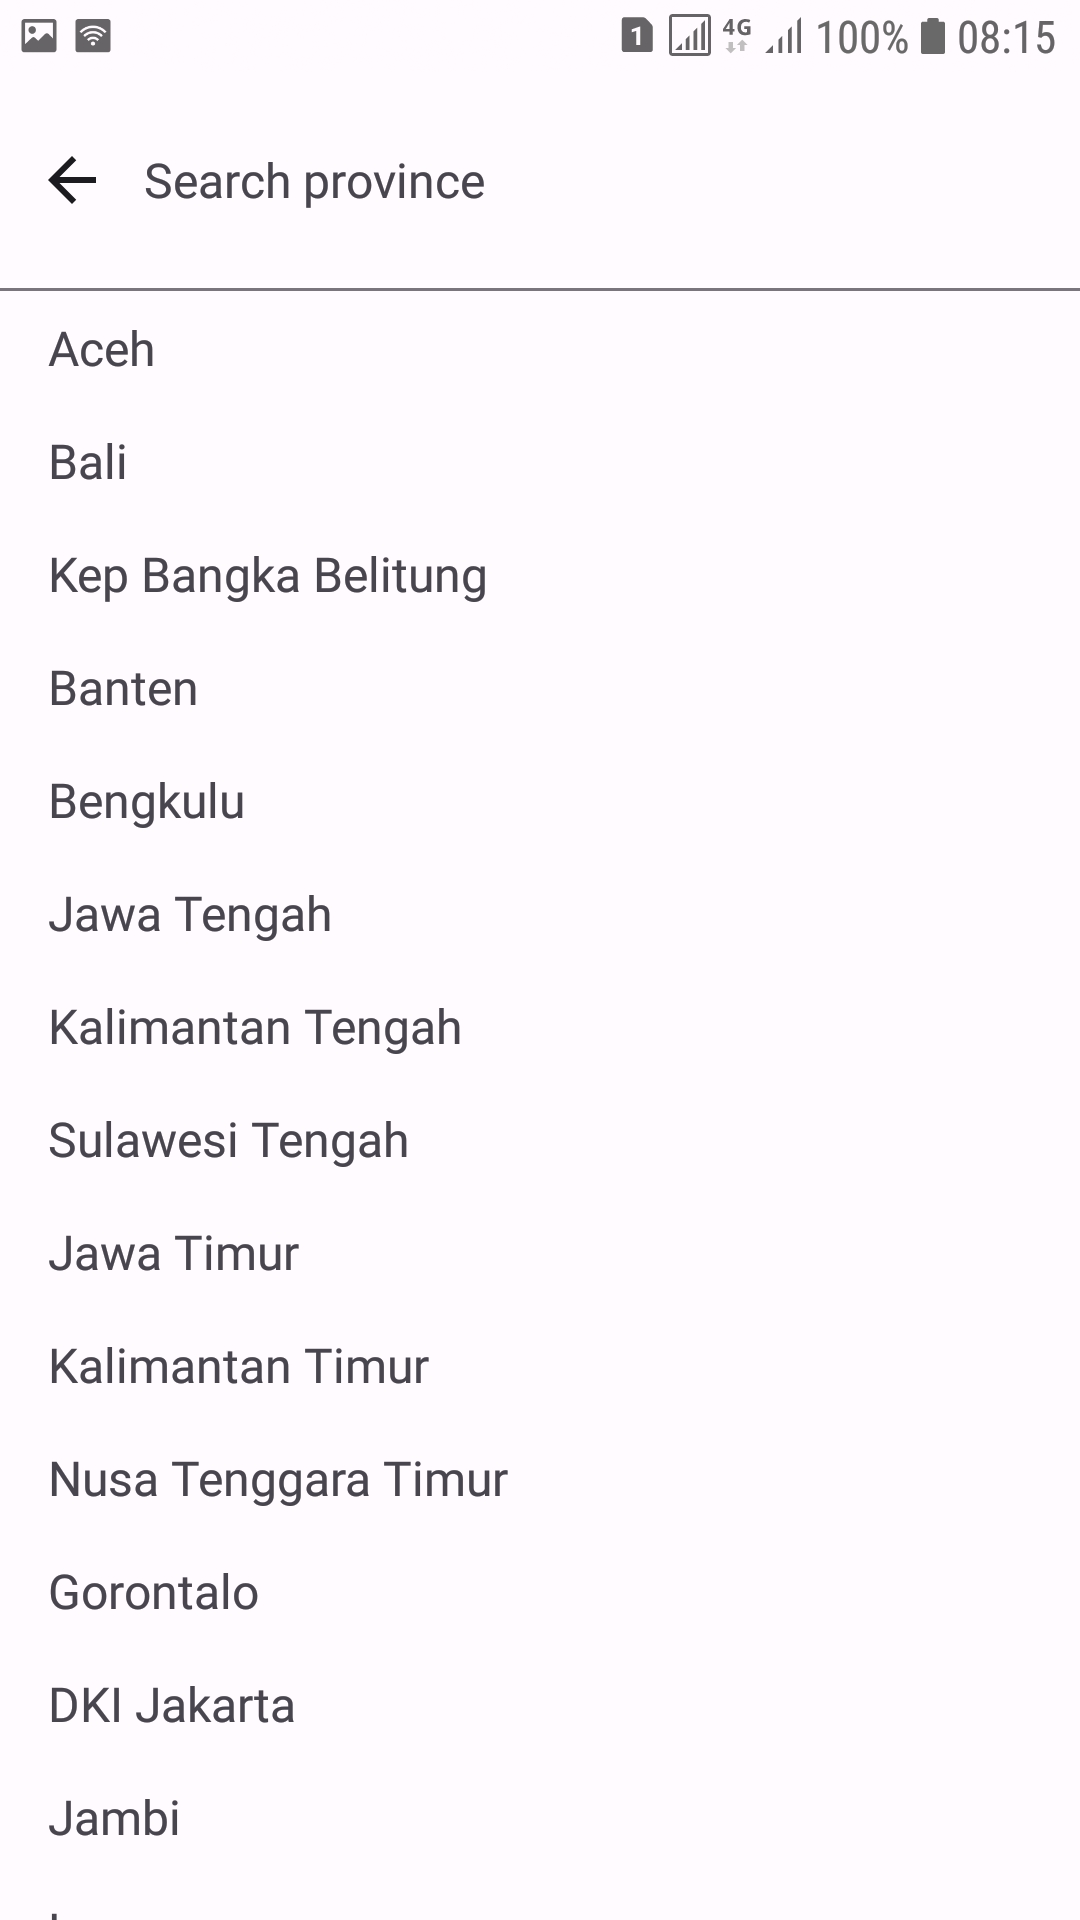 1 4G 100% 08:15
Search province
Aceh
Bali
Kep Bangka Belitung
Banten
Bengkulu
Jawa Tengah
Kalimantan Tengah
Sulawesi Tengah
Jawa Timur
Kalimantan Timur
Nusa Tenggara Timur
Gorontalo
DKI Jakarta
Jambi